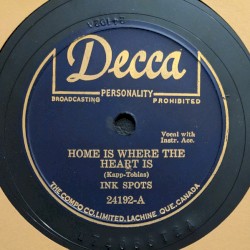 Decca
PERSONALITY
BROADCASTING PROHIBITED
Vocal with
Instr. Acc.
HOME IS WHERE THE
HEART IS
(Kapp-Tobias)
INK SPOTS
24192-A
THE COMPO CO. LIMITED, LACHINE QUE. CANADA